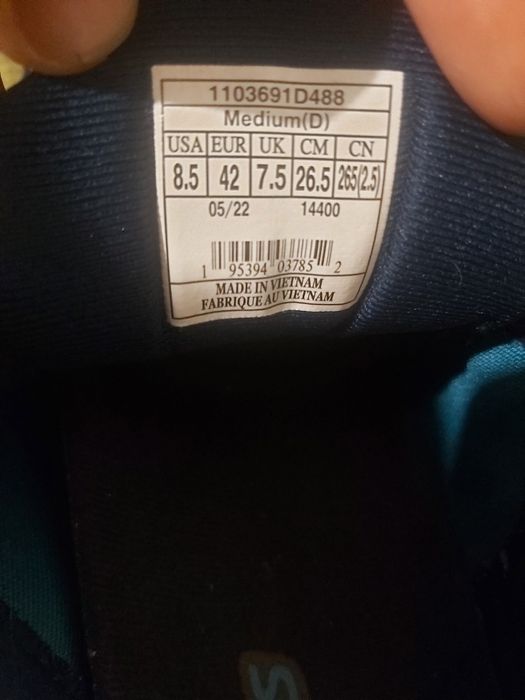 1103691D488
Medium(D)
USA EUR UK CM CN
8.5 42 7.5 26.5 265(2.5)
05/22 14400
1 95394 03785 2
MADE IN VIETNAM
FABRIQUE AU VIETNAM
S